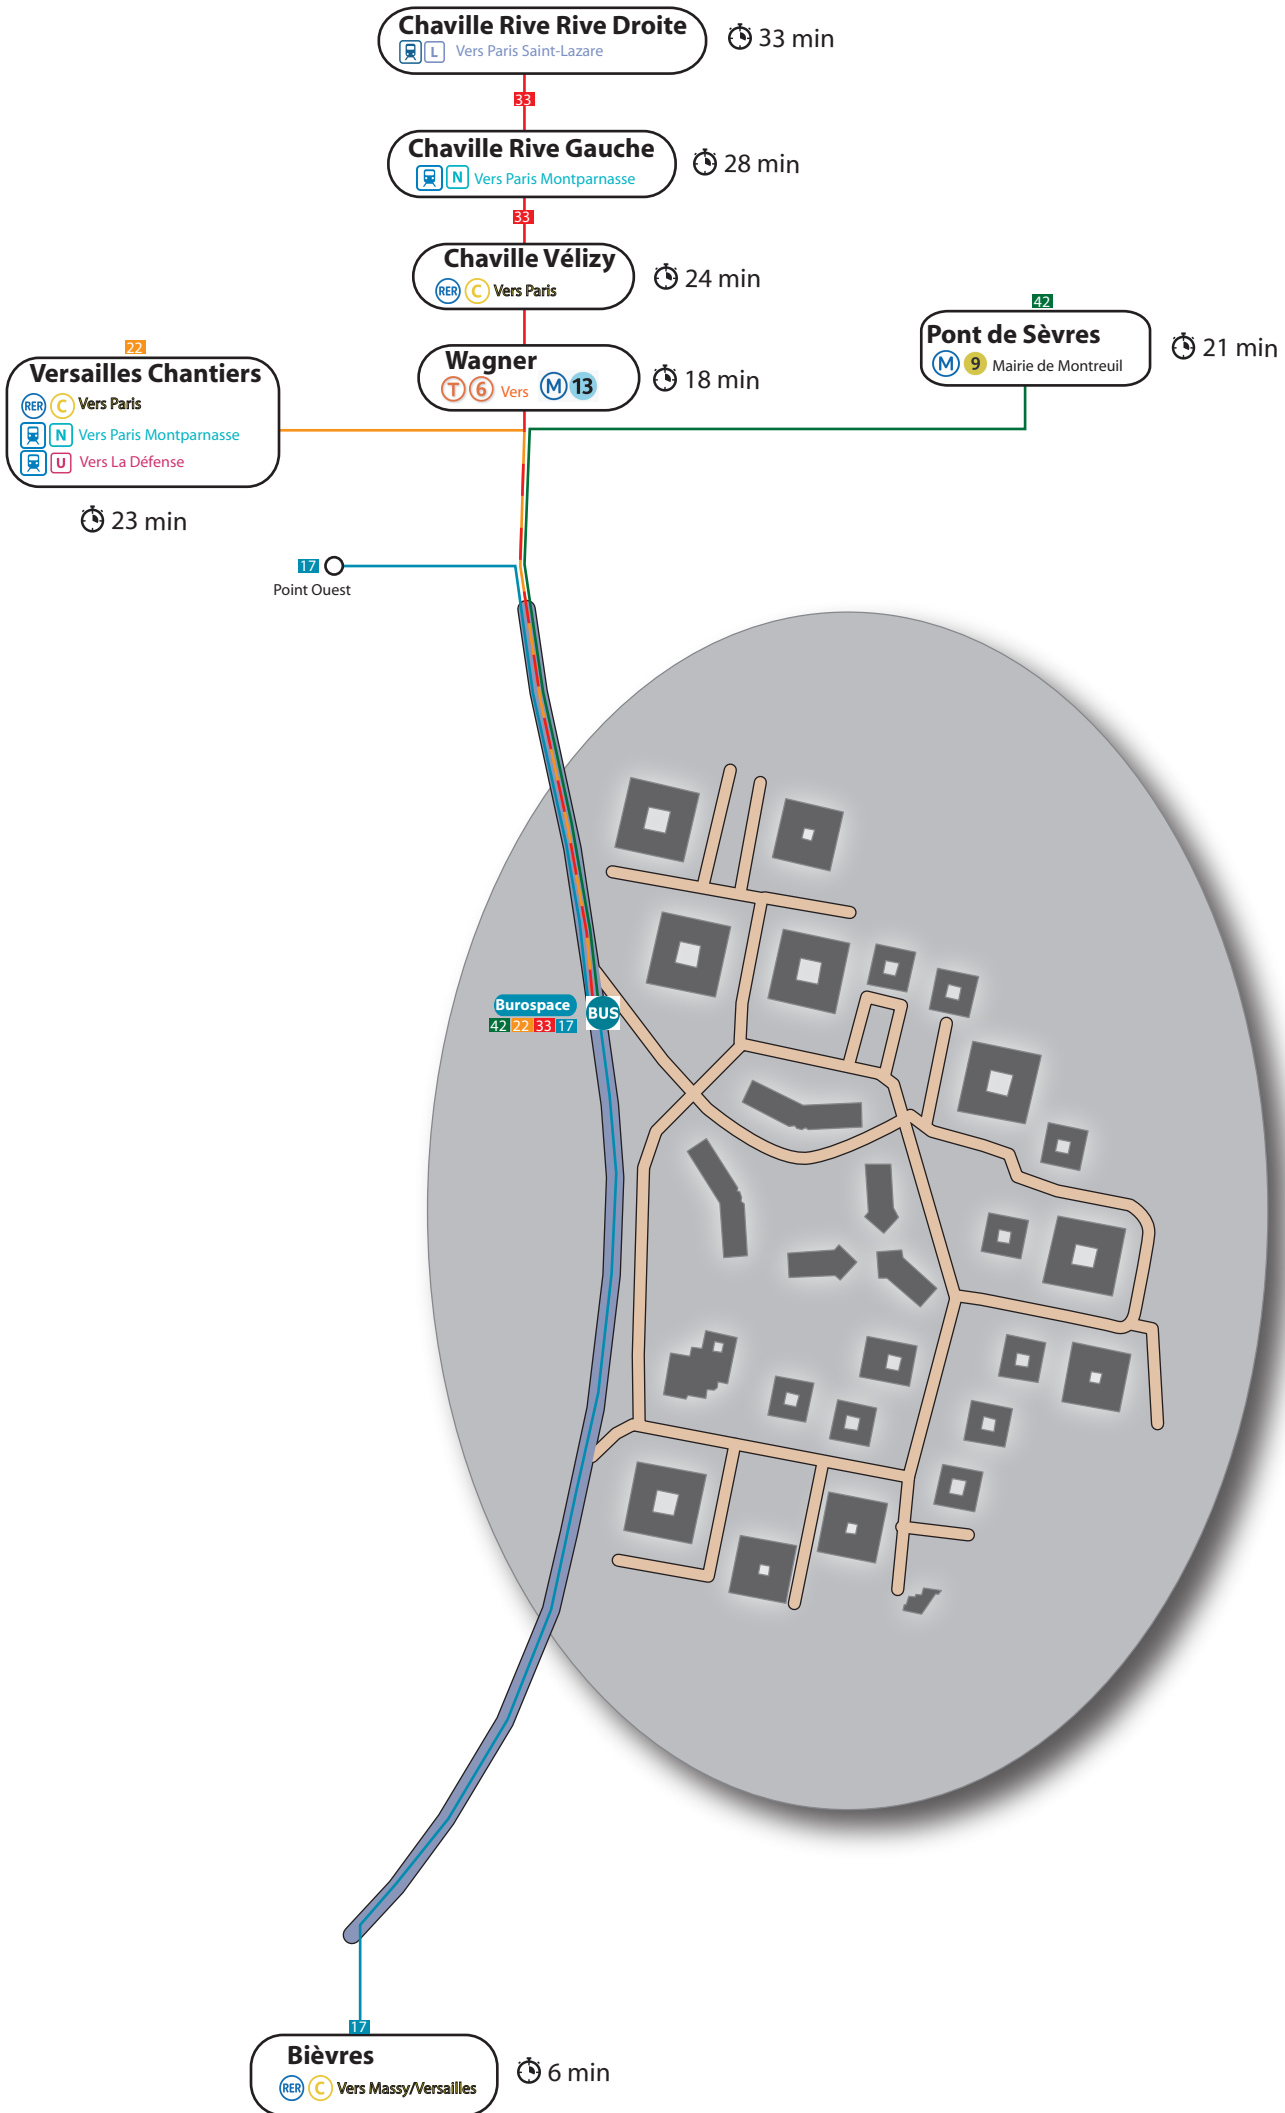 Chaville Rive Rive Droite
L Vers Paris Saint-Lazare
33 min
33
Chaville Rive Gauche
N Vers Paris Montparnasse
28 min
33
Chaville Vélizy
RER C Vers Paris
24 min
Wagner
T 6 Vers M 13
18 min
42
Pont de Sèvres
M 9 Mairie de Montreuil
21 min
22
Versailles Chantiers
RER C Vers Paris
N Vers Paris Montparnasse
U Vers La Défense
23 min
17
Point Ouest
Burospace
42 22 33 17
BUS
17
Bièvres
RER C Vers Massy/Versailles
6 min